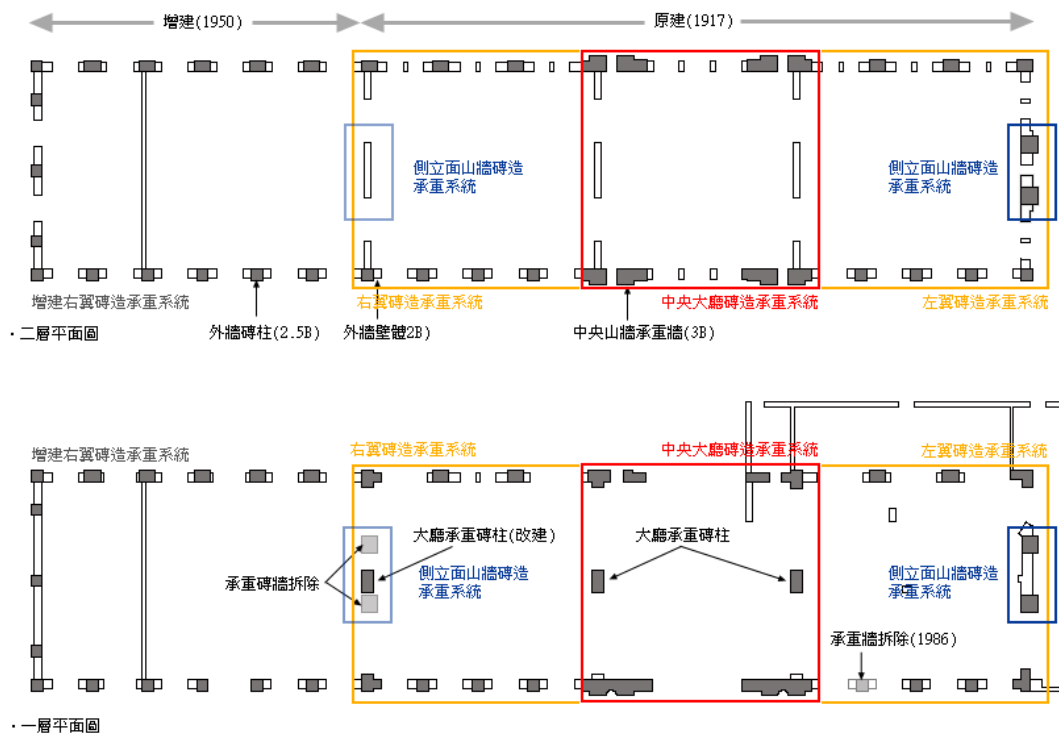 增建(1950)
原建(1917)
側立面山牆磚造
承重系統
側立面山牆磚造
承重系統
增建右翼磚造承重系統
右翼磚造承重系統
中央大廳磚造承重系統
左翼磚造承重系統
外牆磚柱(2.5B)
外牆壁體2B)
中央山牆承重牆(3B)
・二層平面圖
增建右翼磚造承重系統
右翼磚造承重系統
中央大廳磚造承重系統
左翼磚造承重系統
大廳承重磚柱(改建)
大廳承重磚柱
承重磚牆拆除
側立面山牆磚造
承重系統
側立面山牆磚造
承重系統
承重牆拆除(1986)
・一層平面圖